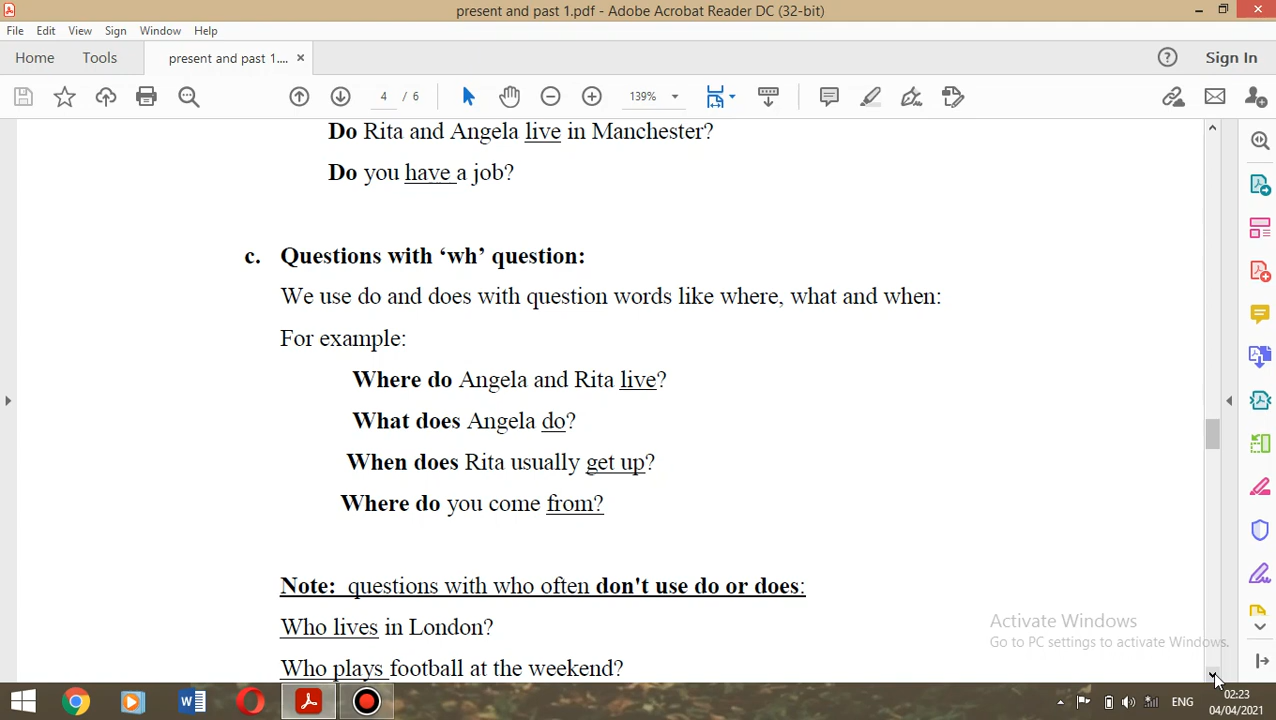 present and past 1.pdf - Adobe Acrobat Reader DC (32-bit)
File Edit View Sign Window Help
Home Tools present and past 1.... × Sign In
4 / 6 139%
Do Rita and Angela live in Manchester?
Do you have a job?
c. Questions with ‘wh’ question:
We use do and does with question words like where, what and when:
For example:
Where do Angela and Rita live?
What does Angela do?
When does Rita usually get up?
Where do you come from?
Note: questions with who often don't use do or does:
Who lives in London?
Who plays football at the weekend?
Activate Windows
Go to PC settings to activate Windows.
ENG 02:23
04/04/2021